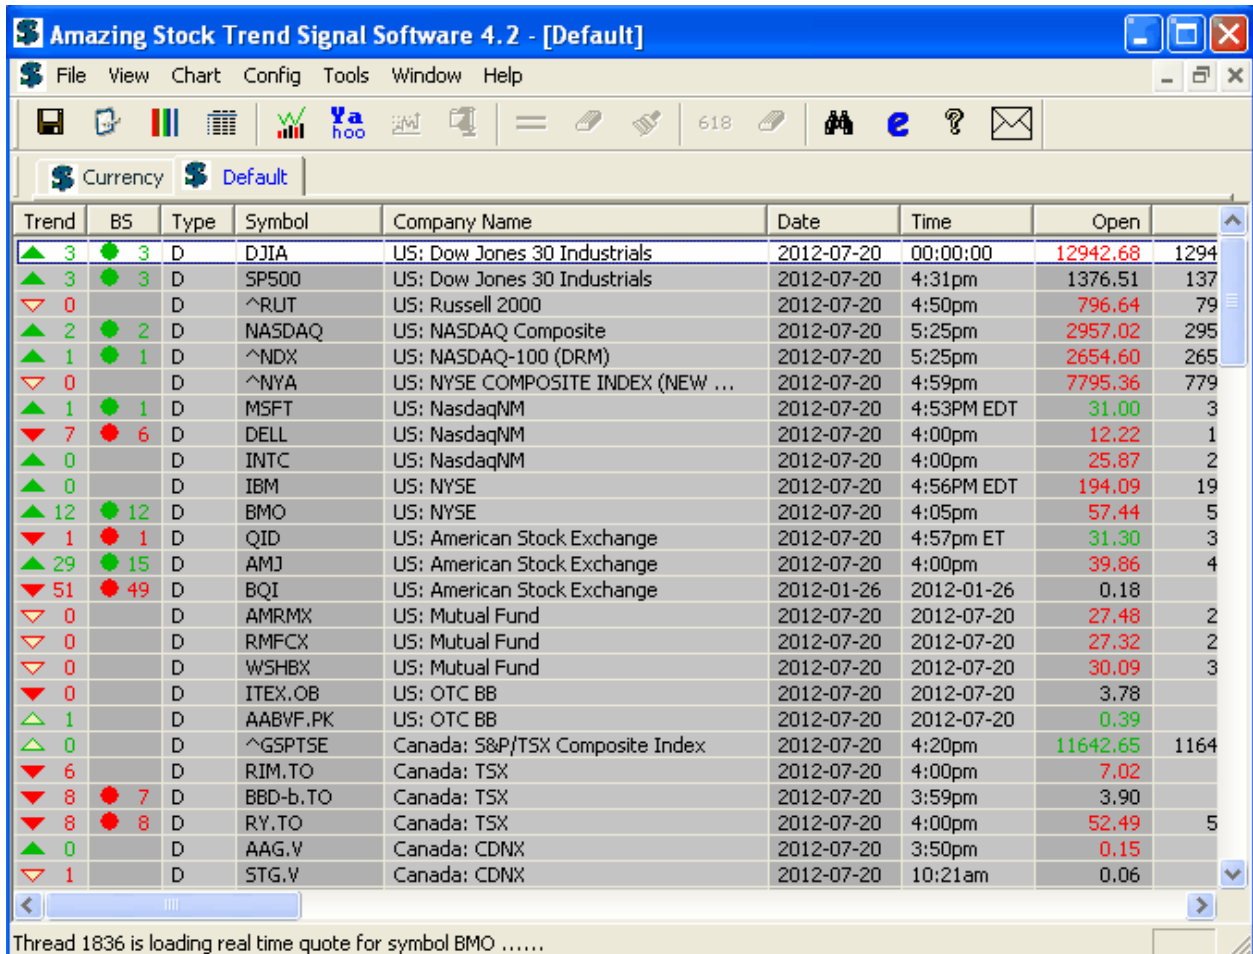 Amazing Stock Trend Signal Software 4.2 - [Default]
File View Chart Config Tools Window Help
Ya hoo 618
Currency Default
Trend BS Type Symbol Company Name Date Time Open
3 3 D DJIA US: Dow Jones 30 Industrials 2012-07-20 00:00:00 12942.68 1294
3 3 D SP500 US: Dow Jones 30 Industrials 2012-07-20 4:31pm 1376.51 137
0 D ^RUT US: Russell 2000 2012-07-20 4:50pm 796.64 79
2 2 D NASDAQ US: NASDAQ Composite 2012-07-20 5:25pm 2957.02 295
1 1 D ^NDX US: NASDAQ-100 (DRM) 2012-07-20 5:25pm 2654.60 265
0 D ^NYA US: NYSE COMPOSITE INDEX (NEW ... 2012-07-20 4:59pm 7795.36 779
1 1 D MSFT US: NasdaqNM 2012-07-20 4:53PM EDT 31.00 3
7 6 D DELL US: NasdaqNM 2012-07-20 4:00pm 12.22 1
0 D INTC US: NasdaqNM 2012-07-20 4:00pm 25.87 2
0 D IBM US: NYSE 2012-07-20 4:56PM EDT 194.09 19
12 12 D BMO US: NYSE 2012-07-20 4:05pm 57.44 5
1 1 D QID US: American Stock Exchange 2012-07-20 4:57pm ET 31.30 3
29 15 D AMJ US: American Stock Exchange 2012-07-20 4:00pm 39.86 4
51 49 D BQI US: American Stock Exchange 2012-01-26 2012-01-26 0.18
0 D AMRMX US: Mutual Fund 2012-07-20 2012-07-20 27.48 2
0 D RMFCX US: Mutual Fund 2012-07-20 2012-07-20 27.32 2
0 D WSHBX US: Mutual Fund 2012-07-20 2012-07-20 30.09 3
0 D ITEX.OB US: OTC BB 2012-07-20 2012-07-20 3.78
1 D AABVF.PK US: OTC BB 2012-07-20 2012-07-20 0.39
0 D ^GSPTSE Canada: S&P/TSX Composite Index 2012-07-20 4:20pm 11642.65 1164
6 D RIM.TO Canada: TSX 2012-07-20 4:00pm 7.02
8 7 D BBD-b.TO Canada: TSX 2012-07-20 3:59pm 3.90
8 8 D RY.TO Canada: TSX 2012-07-20 4:00pm 52.49 5
0 D AAG.V Canada: CDNX 2012-07-20 3:50pm 0.15
1 D STG.V Canada: CDNX 2012-07-20 10:21am 0.06
Thread 1836 is loading real time quote for symbol BMO ......